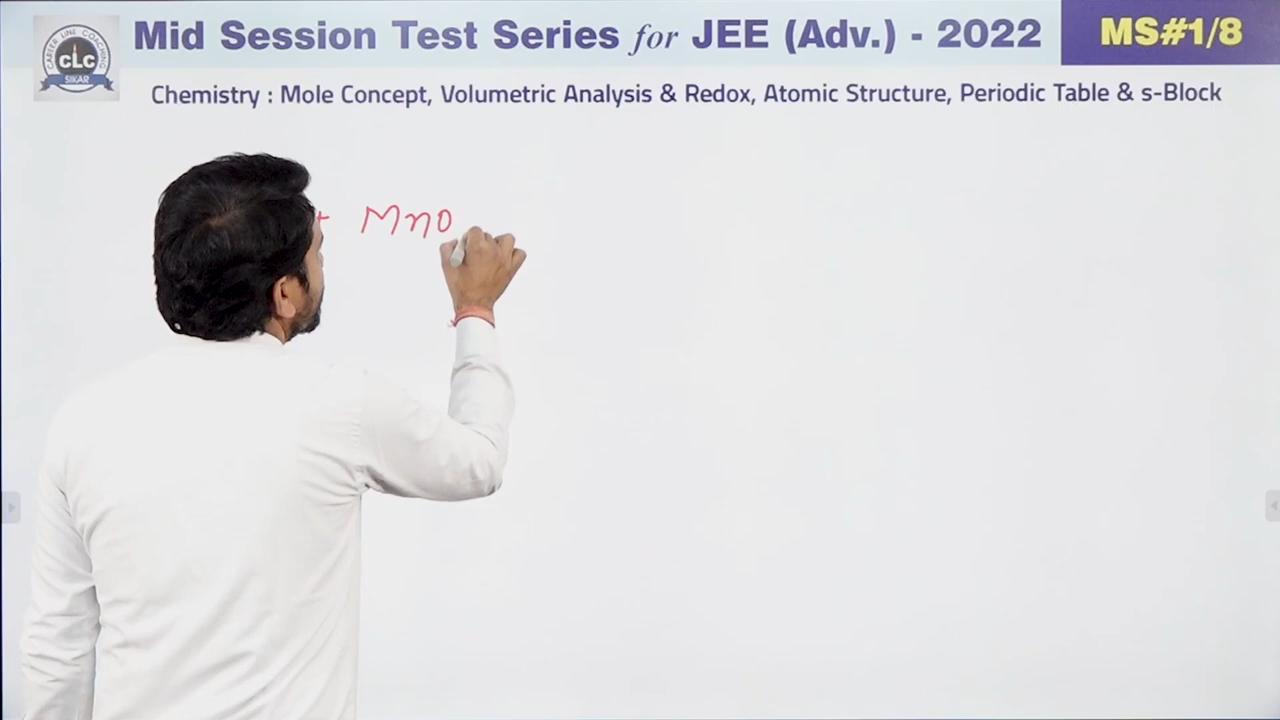 Mid Session Test Series for JEE (Adv.) - 2022
MS#1/8
CAREER LINE COACHING
CLC
SIKAR
Chemistry : Mole Concept, Volumetric Analysis & Redox, Atomic Structure, Periodic Table & s-Block
+ MnO